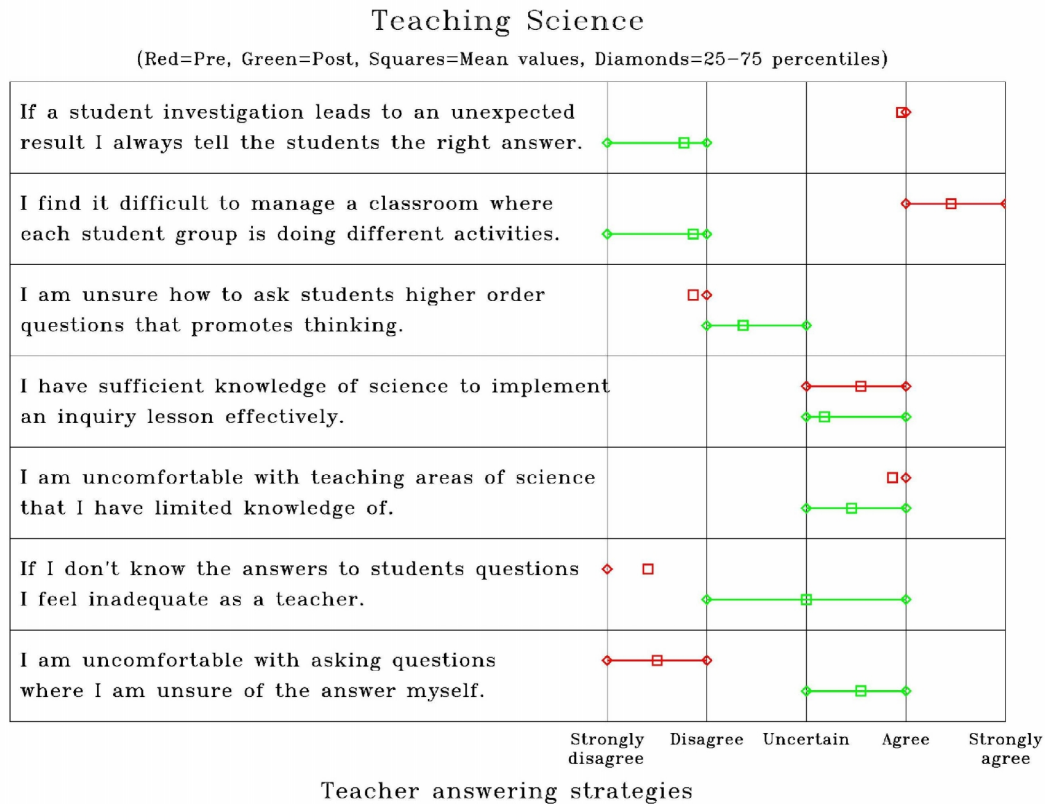 Teaching Science
(Red=Pre, Green=Post, Squares=Mean values, Diamonds=25-75 percentiles)
If a student investigation leads to an unexpected
result I always tell the students the right answer.
I find it difficult to manage a classroom where
each student group is doing different activities.
I am unsure how to ask students higher order
questions that promotes thinking.
I have sufficient knowledge of science to implement
an inquiry lesson effectively.
I am uncomfortable with teaching areas of science
that I have limited knowledge of.
If I don't know the answers to students questions
I feel inadequate as a teacher.
I am uncomfortable with asking questions
where I am unsure of the answer myself.
Strongly disagree
Disagree
Uncertain
Agree
Strongly agree
Teacher answering strategies